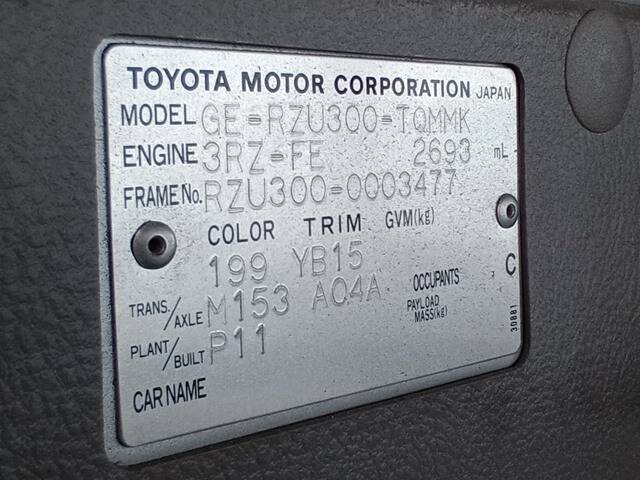 TOYOTA MOTOR CORPORATION JAPAN
MODEL GE-RZU300-TQMMK
ENGINE 3RZ-FE 2693 mL
FRAME No. RZU300-0003477
COLOR TRIM GVM(kg)
199 YB15 C
TRANS./AXLE M153 A04A OCCUPANTS
PAYLOAD MASS(kg)
PLANT/BUILT P11
CAR NAME
30881